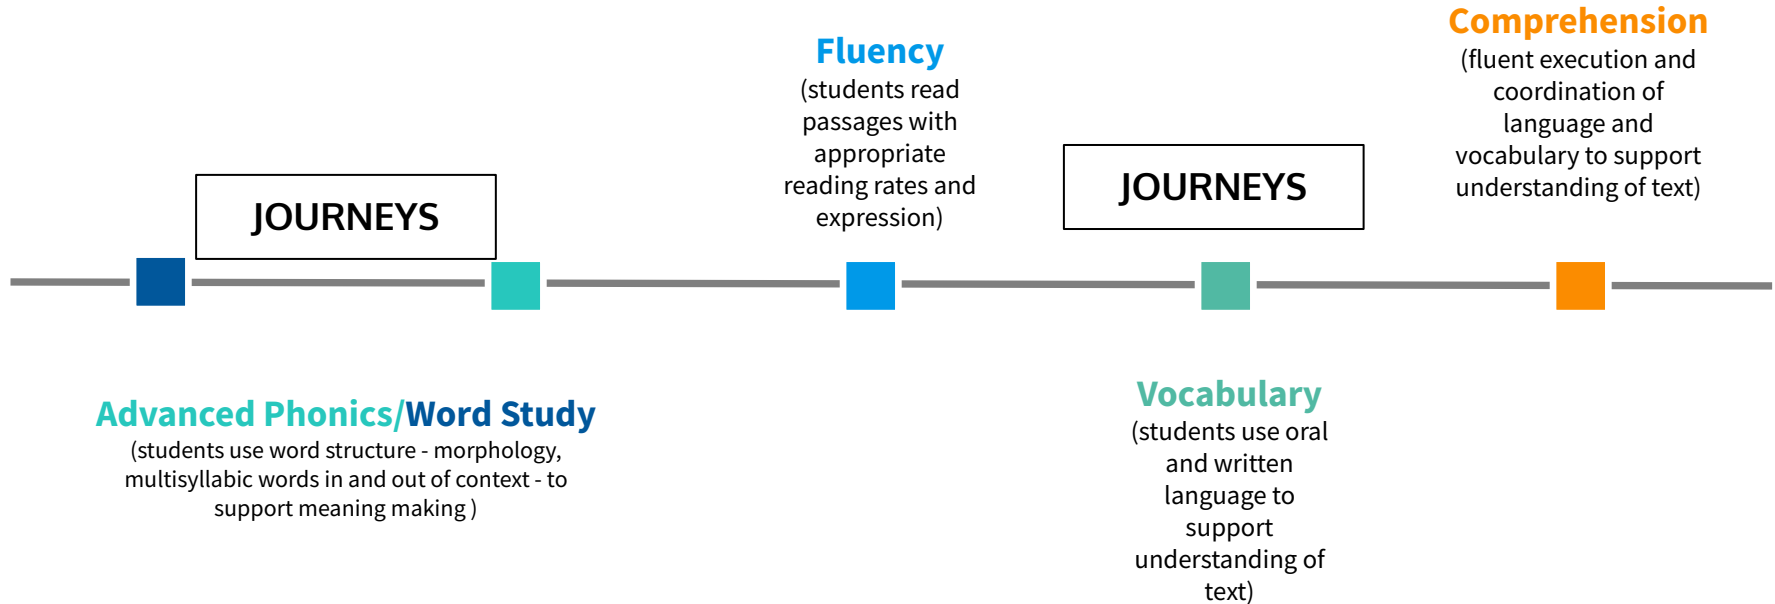 Comprehension
(fluent execution and
coordination of
language and
vocabulary to support
understanding of text)
Fluency
(students read
passages with
appropriate
reading rates and
expression)
JOURNEYS
JOURNEYS
Advanced Phonics/Word Study
(students use word structure - morphology,
multisyllabic words in and out of context - to
support meaning making )
Vocabulary
(students use oral
and written
language to
support
understanding of
text)